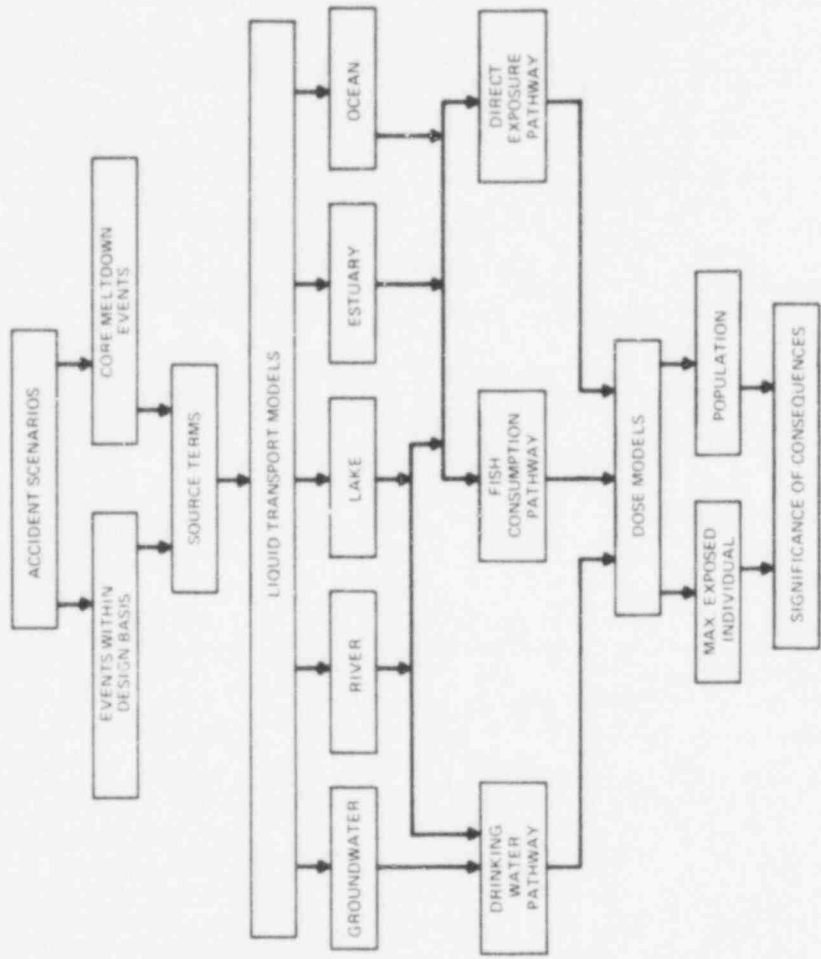 ACCIDENT SCENARIOS
EVENTS WITHIN
DESIGN BASIS
CORE MELTDOWN
EVENTS
SOURCE TERMS
LIQUID TRANSPORT MODELS
GROUNDWATER
RIVER
LAKE
ESTUARY
OCEAN
DRINKING
WATER
PATHWAY
FISH
CONSUMPTION
PATHWAY
DIRECT
EXPOSURE
PATHWAY
DOSE MODELS
MAX. EXPOSED
INDIVIDUAL
POPULATION
SIGNIFICANCE OF CONSEQUENCES